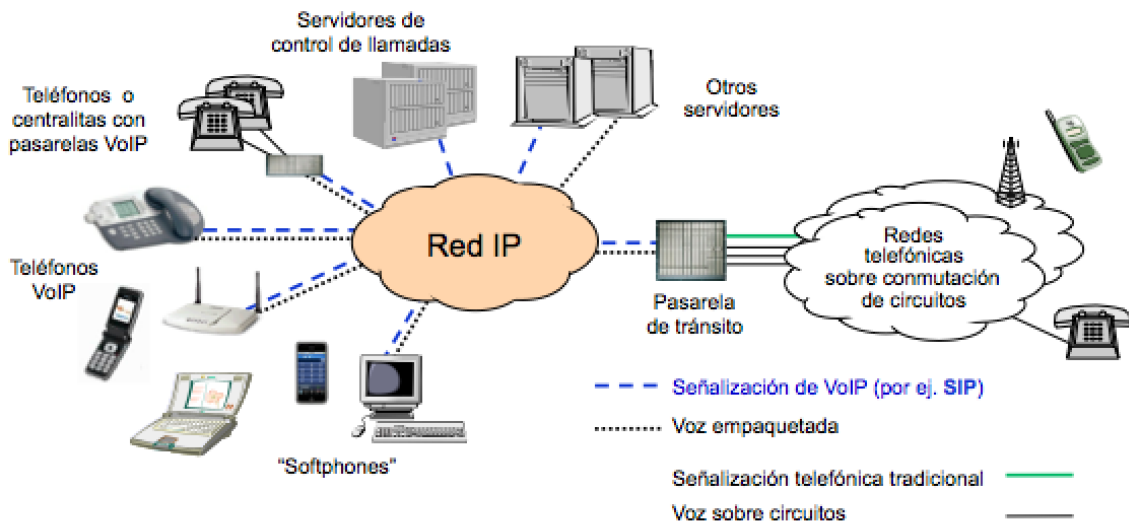 Servidores de
control de llamadas
Teléfonos o
centralitas con
pasarelas VoIP
Otros
servidores
Red IP
Redes
telefónicas
sobre conmutación
de circuitos
Teléfonos
VoIP
Pasarela
de tránsito
"Softphones"
Señalización de VoIP (por ej. SIP)
Voz empaquetada
Señalización telefónica tradicional
Voz sobre circuitos